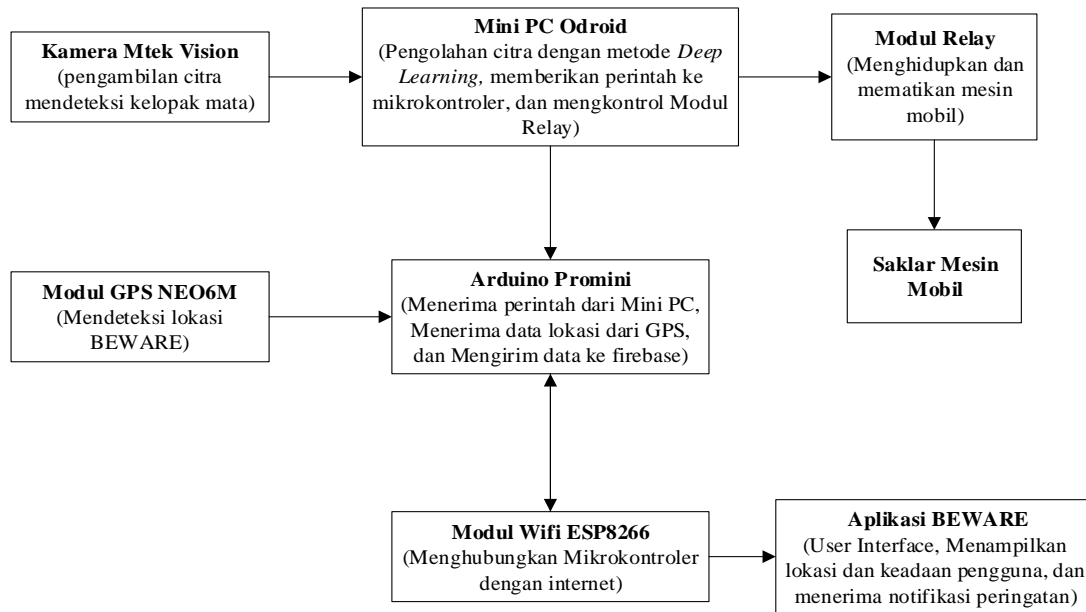 Kamera Mtek Vision
(pengambilan citra
mendeteksi kelopak mata)
Mini PC Odroid
(Pengolahan citra dengan metode Deep
Learning, memberikan perintah ke
mikrokontroler, dan mengkontrol Modul
Relay)
Modul Relay
(Menghidupkan dan
mematikan mesin
mobil)
Saklar Mesin
Mobil
Modul GPS NEO6M
(Mendeteksi lokasi
BEWARE)
Arduino Promini
(Menerima perintah dari Mini PC,
Menerima data lokasi dari GPS,
dan Mengirim data ke firebase)
Modul Wifi ESP8266
(Menghubungkan Mikrokontroler
dengan internet)
Aplikasi BEWARE
(User Interface, Menampilkan
lokasi dan keadaan pengguna, dan
menerima notifikasi peringatan)